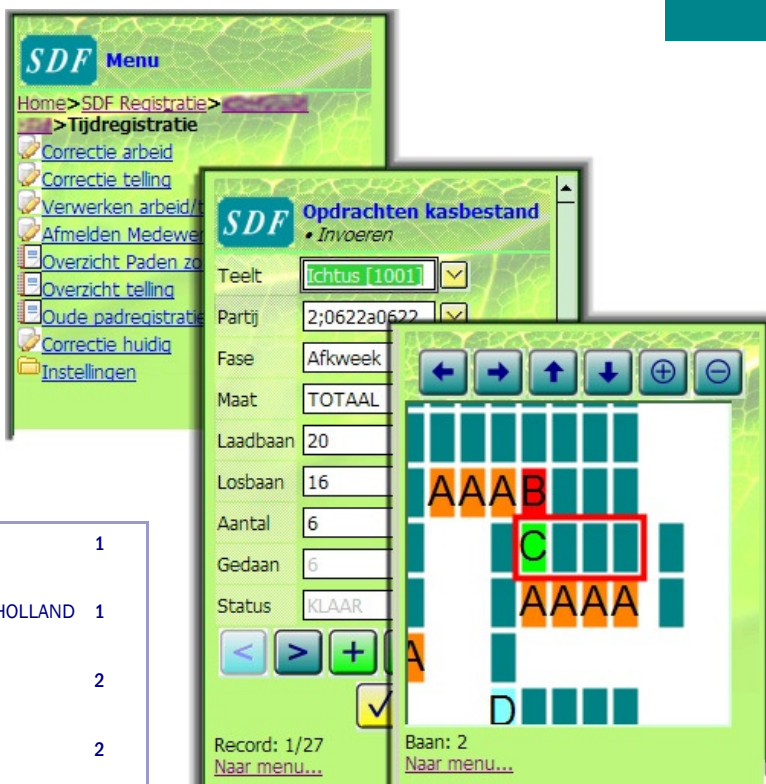 SDF Menu
Home>SDF Registratie>
>Tijdregistratie
Correctie arbeid
Correctie telling
Verwerken arbeid/t
Afmelden Medewer
Overzicht Paden zo
Overzicht telling
Oude padregistratie
Correctie huidig
Instellingen
SDF Opdrachten kasbestand
• Invoeren
Teelt Ichtus [1001]
Partij 2;0622a0622
Fase Afkweek
Maat TOTAAL
Laadbaan 20
Losbaan 16
Aantal 6
Gedaan 6
Status KLAAR
< > +
Record: 1/27
Naar menu...
AAAB
C
AAAA
A
D
Baan: 2
Naar menu...
1
HOLLAND 1
2
2